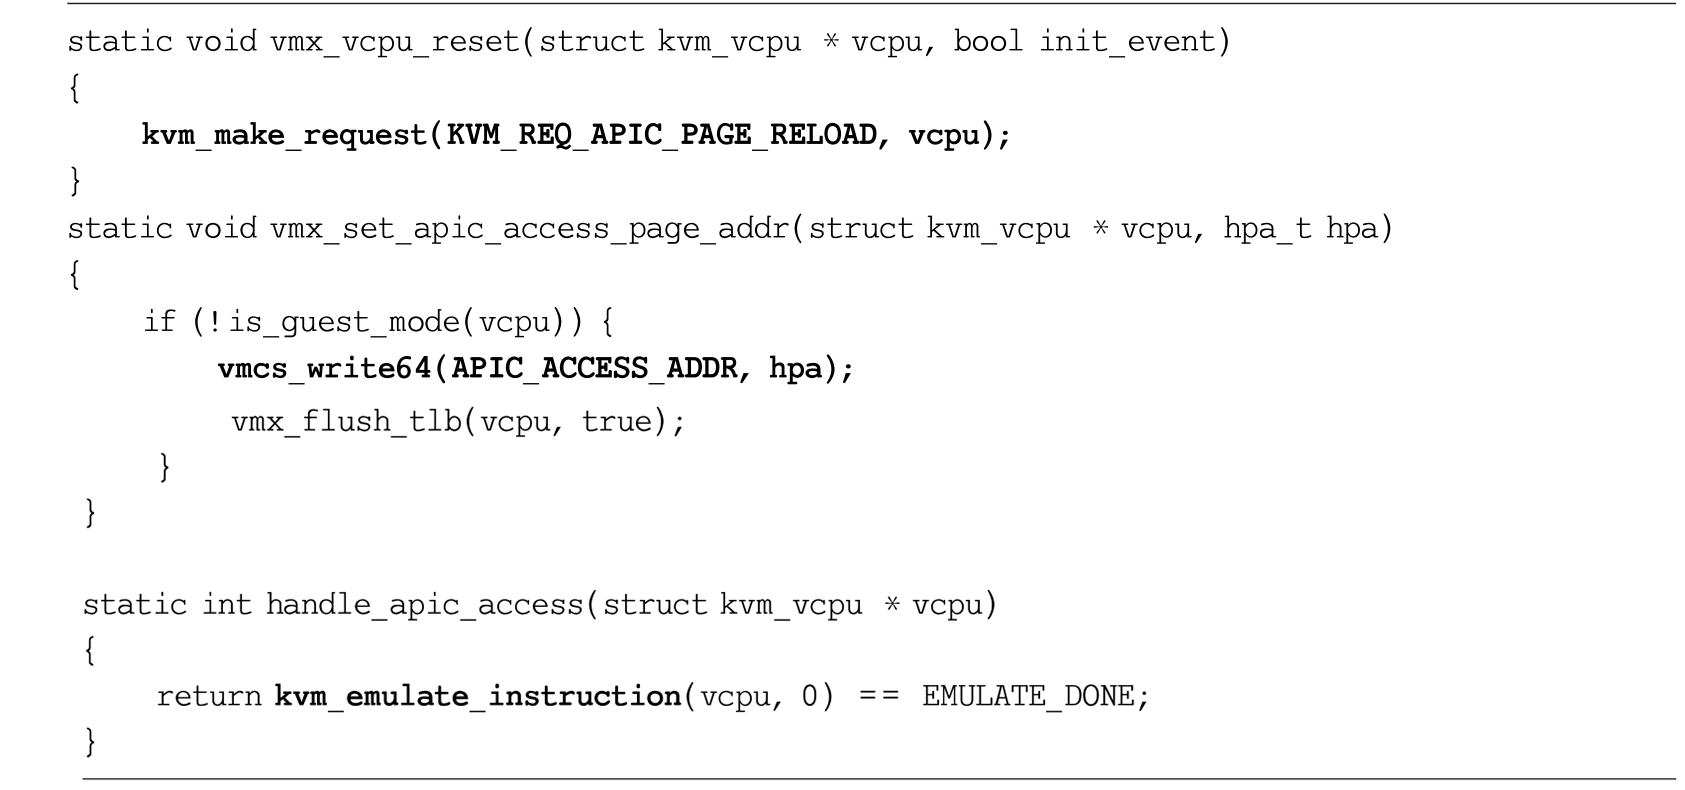 static void vmx_vcpu_reset(struct kvm_vcpu * vcpu, bool init_event)
{
kvm_make_request(KVM_REQ_APIC_PAGE_RELOAD, vcpu);
}
static void vmx_set_apic_access_page_addr(struct kvm_vcpu * vcpu, hpa_t hpa)
{
if (!is_guest_mode(vcpu)) {
vmcs_write64(APIC_ACCESS_ADDR, hpa);
vmx_flush_tlb(vcpu, true);
}
}
static int handle_apic_access(struct kvm_vcpu * vcpu)
{
return kvm_emulate_instruction(vcpu, 0) == EMULATE_DONE;
}